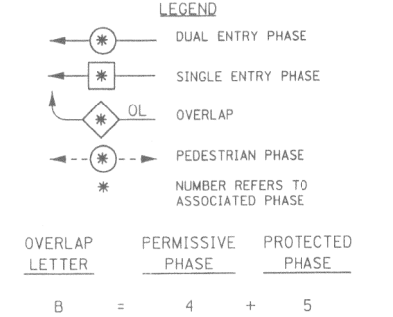 LEGEND
* DUAL ENTRY PHASE
* SINGLE ENTRY PHASE
* OL OVERLAP
* PEDESTRIAN PHASE
* NUMBER REFERS TO
ASSOCIATED PHASE
OVERLAP PERMISSIVE PROTECTED
LETTER PHASE PHASE
B = 4 + 5